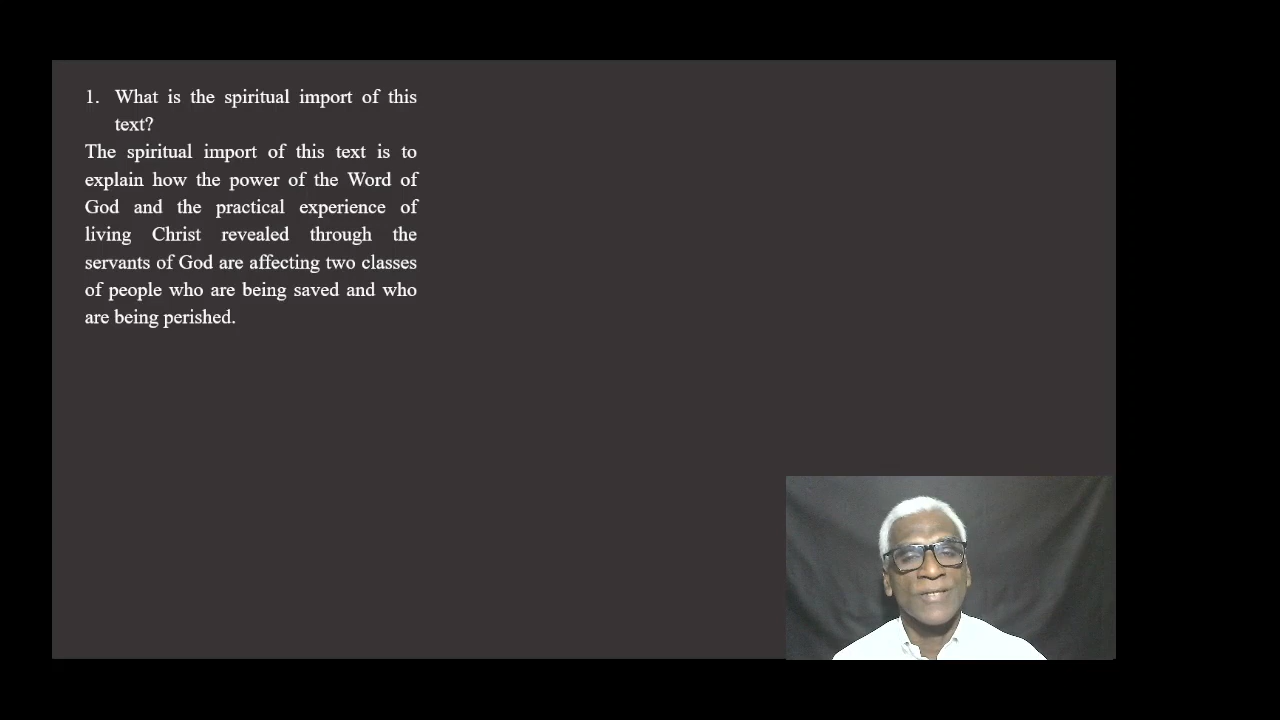 1. What is the spiritual import of this
text?
The spiritual import of this text is to
explain how the power of the Word of
God and the practical experience of
living Christ revealed through the
servants of God are affecting two classes
of people who are being saved and who
are being perished.